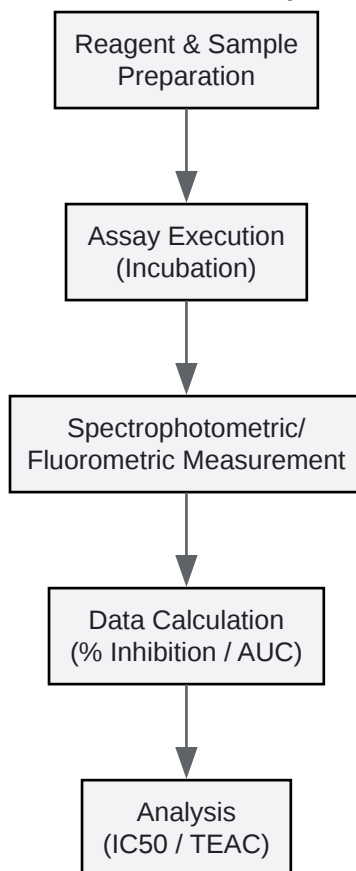 Reagent & Sample
Preparation
Assay Execution
(Incubation)
Spectrophotometric/
Fluorometric Measurement
Data Calculation
(% Inhibition / AUC)
Analysis
(IC50 / TEAC)